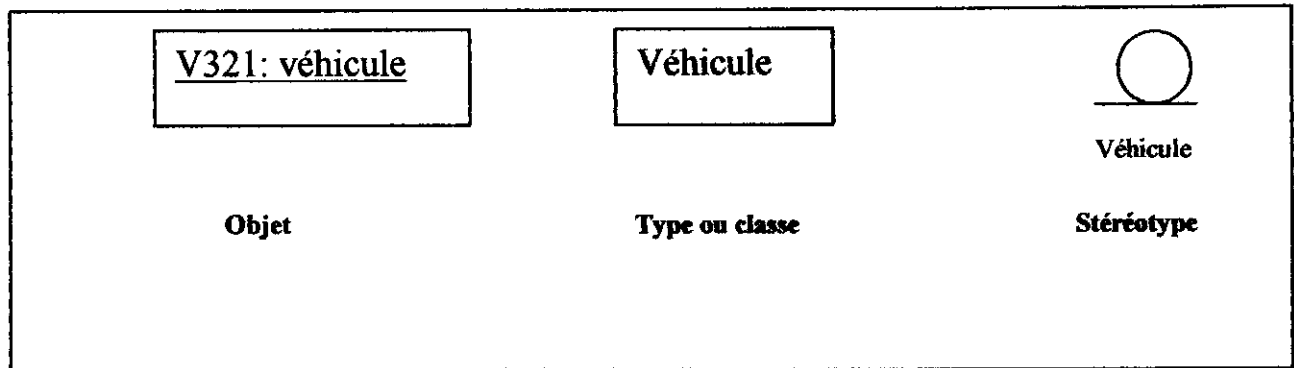 V321: véhicule
Véhicule
Véhicule
Objet
Type ou classe
Stéréotype